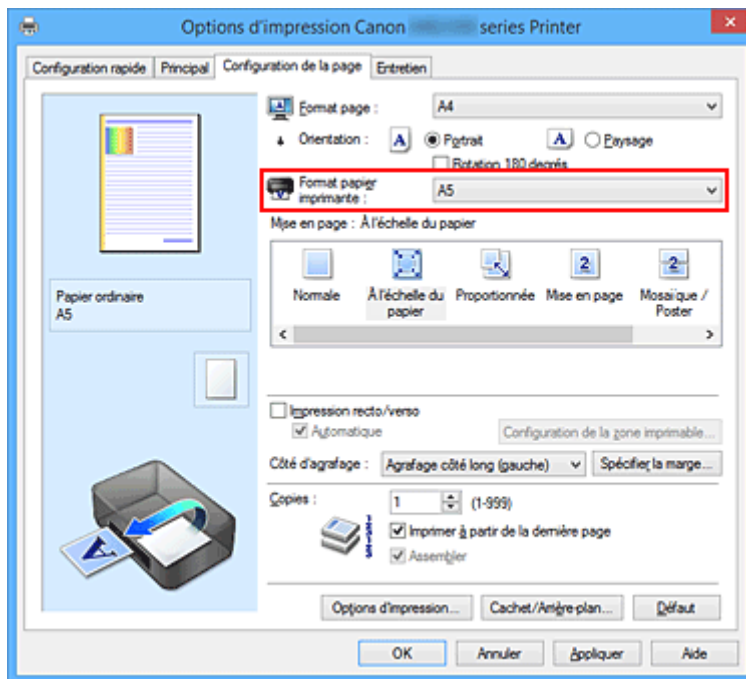 Options d'impression Canon series Printer
Configuration rapide Principal Configuration de la page Entretien
Format page : A4
Orientation : A Portrait A Paysage
Rotation 180 degrés
Format papier imprimante : A5
Mise en page : À l'échelle du papier
Normale À l'échelle du papier Proportionnée Mise en page Mosaïque / Poster
Papier ordinaire
A5
Impression recto/verso
Automatique Configuration de la zone imprimable...
Côté d'agrafage : Agrafage côté long (gauche) Spécifier la marge...
Copies : 1 (1-999)
Imprimer à partir de la dernière page
Assembler
Options d'impression... Cachet/Arrière-plan... Défaut
OK Annuler Appliquer Aide